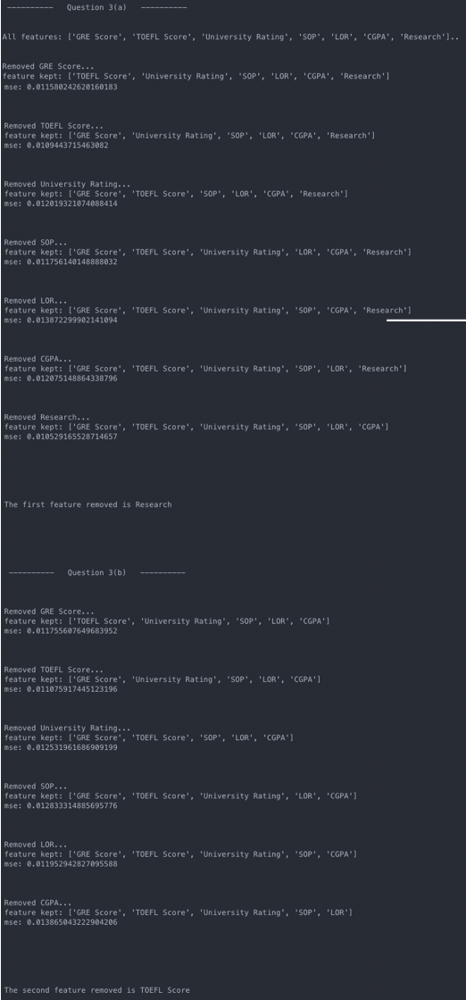 ----------   Question 3(a)   ----------
All features: ['GRE Score', 'TOEFL Score', 'University Rating', 'SOP', 'LOR', 'CGPA', 'Research']..
Removed GRE Score...
feature kept: ['TOEFL Score', 'University Rating', 'SOP', 'LOR', 'CGPA', 'Research']
mse: 0.011580242620160183
Removed TOEFL Score...
feature kept: ['GRE Score', 'University Rating', 'SOP', 'LOR', 'CGPA', 'Research']
mse: 0.0109443715463082
Removed University Rating...
feature kept: ['GRE Score', 'TOEFL Score', 'SOP', 'LOR', 'CGPA', 'Research']
mse: 0.012019321074088414
Removed SOP...
feature kept: ['GRE Score', 'TOEFL Score', 'University Rating', 'LOR', 'CGPA', 'Research']
mse: 0.011756140148888032
Removed LOR...
feature kept: ['GRE Score', 'TOEFL Score', 'University Rating', 'SOP', 'CGPA', 'Research']
mse: 0.013872299902141094
Removed CGPA...
feature kept: ['GRE Score', 'TOEFL Score', 'University Rating', 'SOP', 'LOR', 'Research']
mse: 0.012075148864338796
Removed Research...
feature kept: ['GRE Score', 'TOEFL Score', 'University Rating', 'SOP', 'LOR', 'CGPA']
mse: 0.010529165528714657
The first feature removed is Research
----------   Question 3(b)   ----------
Removed GRE Score...
feature kept: ['TOEFL Score', 'University Rating', 'SOP', 'LOR', 'CGPA']
mse: 0.011755607649683952
Removed TOEFL Score...
feature kept: ['GRE Score', 'University Rating', 'SOP', 'LOR', 'CGPA']
mse: 0.011075917445123196
Removed University Rating...
feature kept: ['GRE Score', 'TOEFL Score', 'SOP', 'LOR', 'CGPA']
mse: 0.012531961686909199
Removed SOP...
feature kept: ['GRE Score', 'TOEFL Score', 'University Rating', 'LOR', 'CGPA']
mse: 0.012833314885695776
Removed LOR...
feature kept: ['GRE Score', 'TOEFL Score', 'University Rating', 'SOP', 'CGPA']
mse: 0.011952942827095588
Removed CGPA...
feature kept: ['GRE Score', 'TOEFL Score', 'University Rating', 'SOP', 'LOR']
mse: 0.013865043222904206
The second feature removed is TOEFL Score